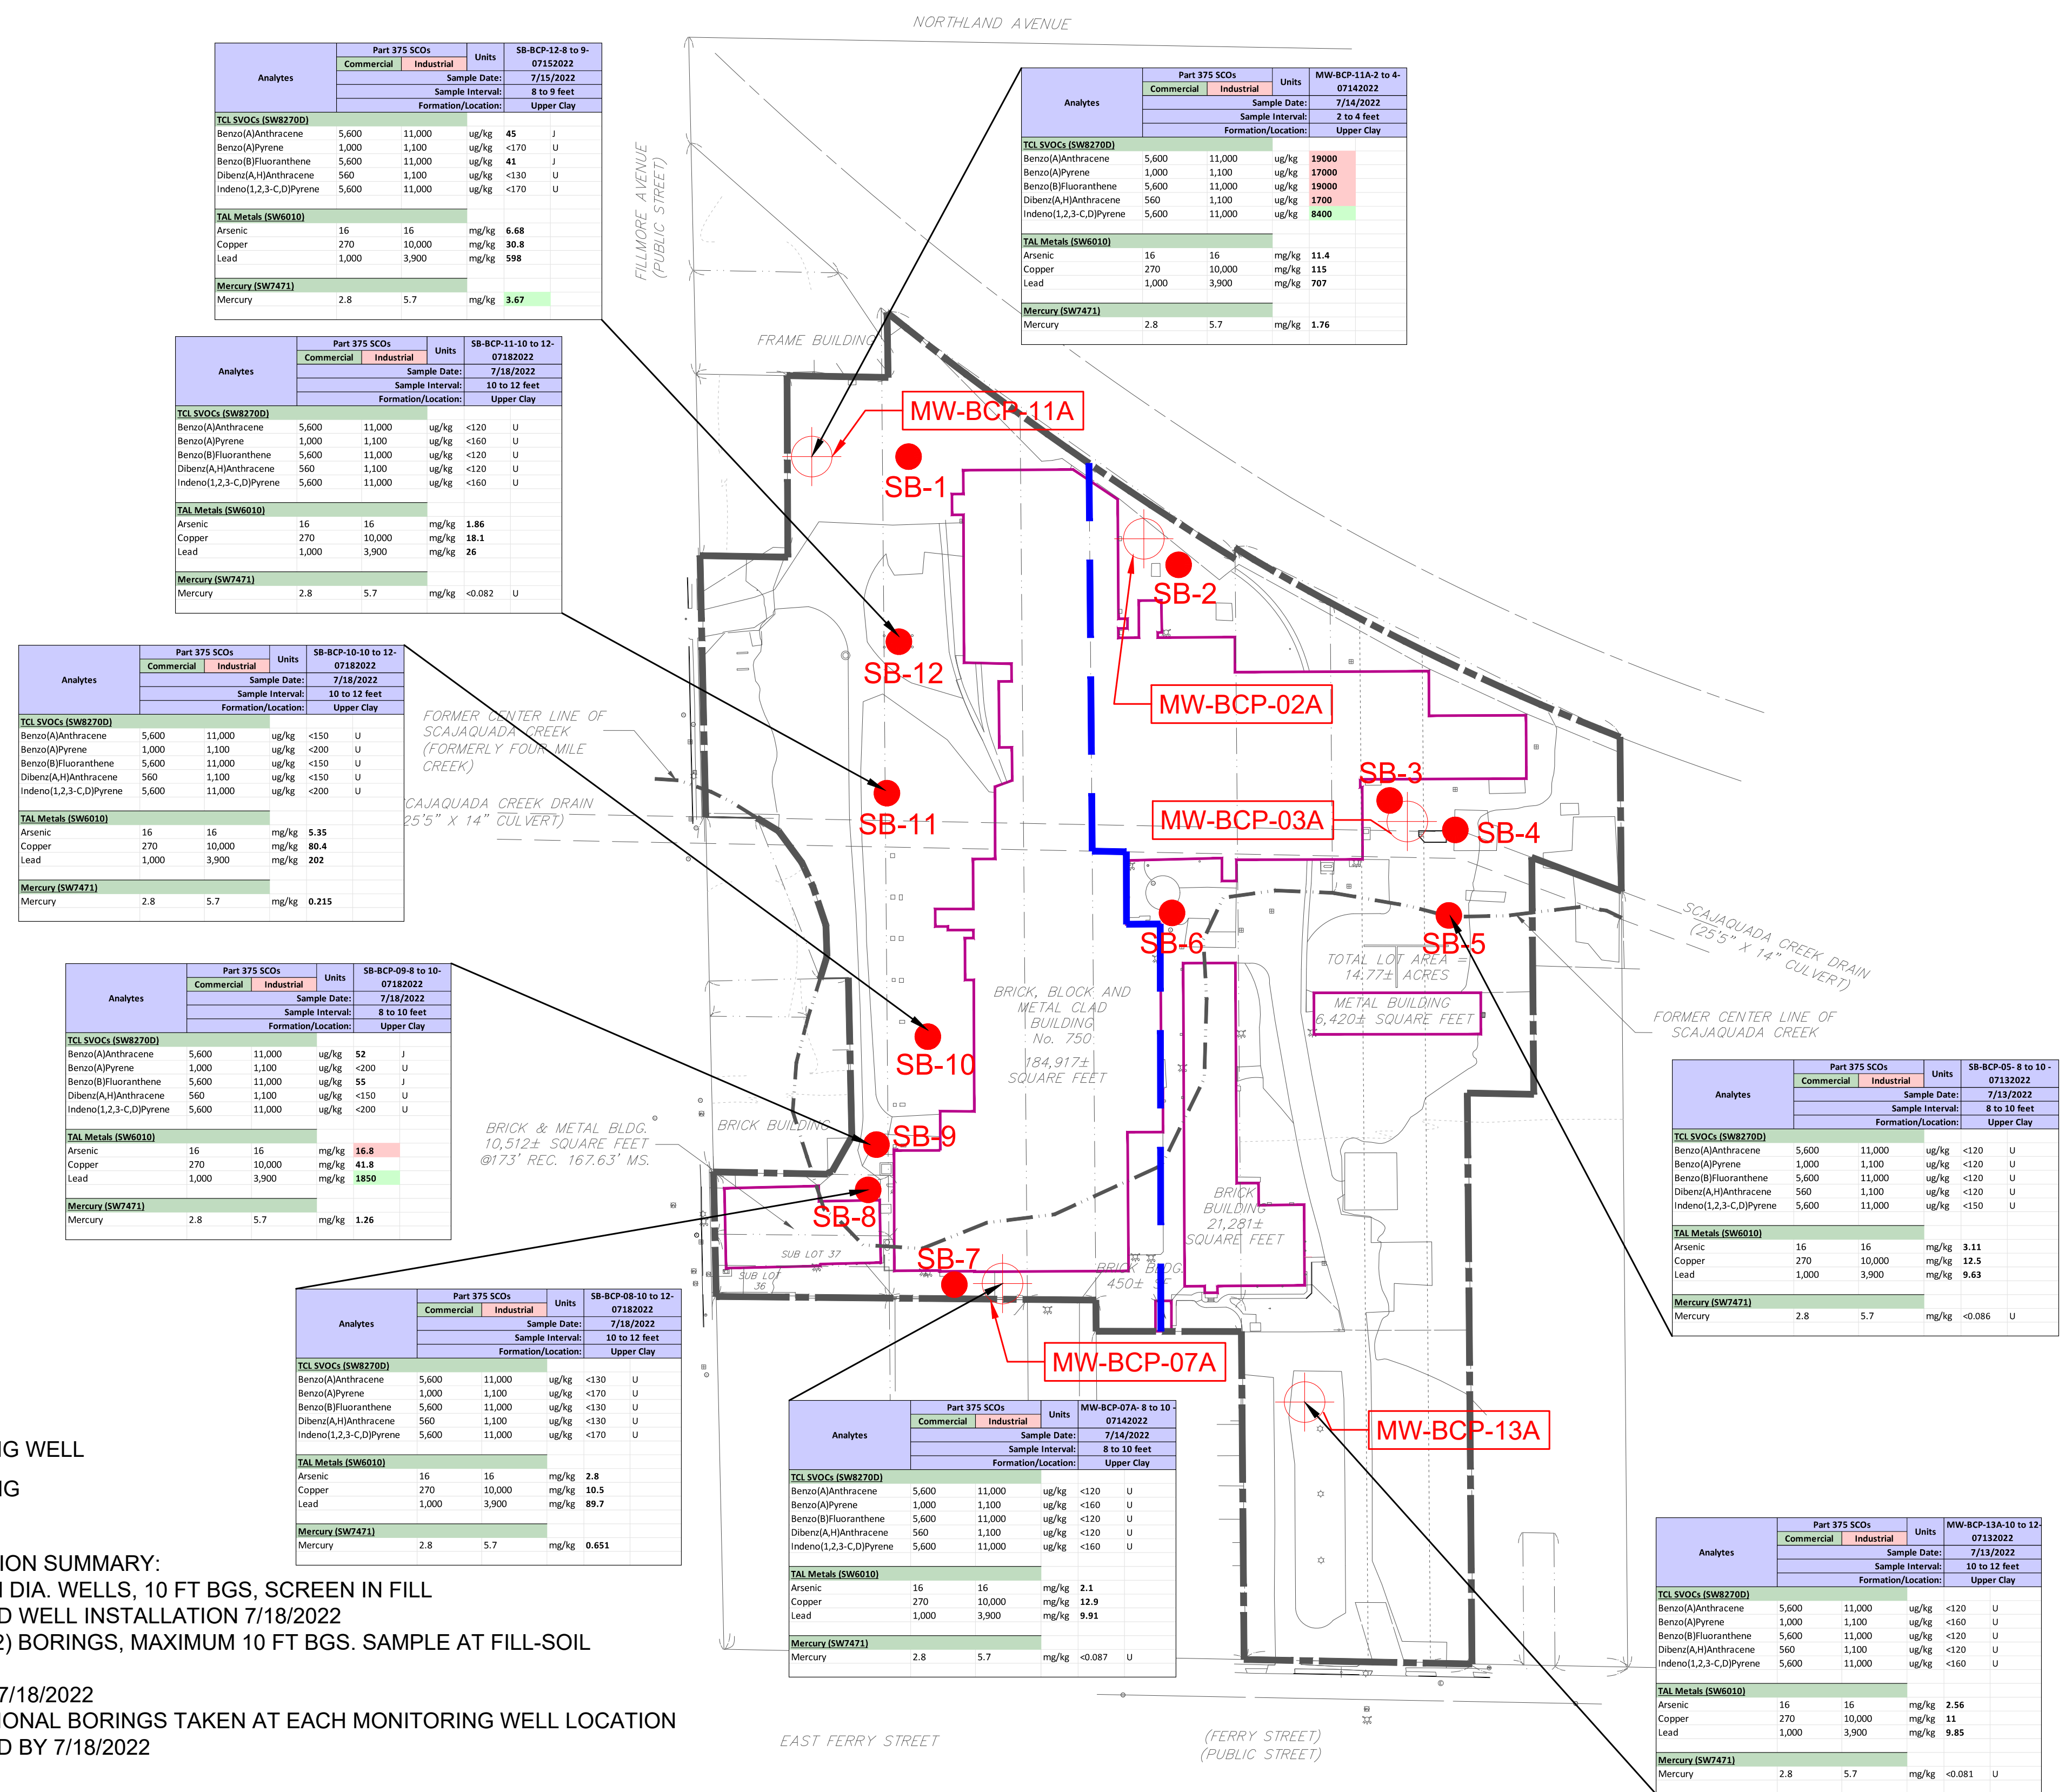 NORTHLAND AVENUE
FILLMORE AVENUE
(PUBLIC STREET)
Analytes Part 375 SCOs Units SB-BCP-12-8 to 9-
Commercial Industrial 07152022
Sample Date: 7/15/2022
Sample Interval: 8 to 9 feet
Formation/Location: Upper Clay
TCL SVOCs (SW8270D)
Benzo(A)Anthracene 5,600 11,000 ug/kg 45 J
Benzo(A)Pyrene 1,000 1,100 ug/kg <170 U
Benzo(B)Fluoranthene 5,600 11,000 ug/kg 41 J
Dibenz(A,H)Anthracene 560 1,100 ug/kg <130 U
Indeno(1,2,3-C,D)Pyrene 5,600 11,000 ug/kg <170 U
TAL Metals (SW6010)
Arsenic 16 16 mg/kg 6.68
Copper 270 10,000 mg/kg 30.8
Lead 1,000 3,900 mg/kg 598
Mercury (SW7471)
Mercury 2.8 5.7 mg/kg 3.67
Analytes Part 375 SCOs Units MW-BCP-11A-2 to 4-
Commercial Industrial 07142022
Sample Date: 7/14/2022
Sample Interval: 2 to 4 feet
Formation/Location: Upper Clay
TCL SVOCs (SW8270D)
Benzo(A)Anthracene 5,600 11,000 ug/kg 19000
Benzo(A)Pyrene 1,000 1,100 ug/kg 17000
Benzo(B)Fluoranthene 5,600 11,000 ug/kg 19000
Dibenz(A,H)Anthracene 560 1,100 ug/kg 1700
Indeno(1,2,3-C,D)Pyrene 5,600 11,000 ug/kg 8400
TAL Metals (SW6010)
Arsenic 16 16 mg/kg 11.4
Copper 270 10,000 mg/kg 115
Lead 1,000 3,900 mg/kg 707
Mercury (SW7471)
Mercury 2.8 5.7 mg/kg 1.76
Analytes Part 375 SCOs Units SB-BCP-11-10 to 12-
Commercial Industrial 07182022
Sample Date: 7/18/2022
Sample Interval: 10 to 12 feet
Formation/Location: Upper Clay
TCL SVOCs (SW8270D)
Benzo(A)Anthracene 5,600 11,000 ug/kg <120 U
Benzo(A)Pyrene 1,000 1,100 ug/kg <160 U
Benzo(B)Fluoranthene 5,600 11,000 ug/kg <120 U
Dibenz(A,H)Anthracene 560 1,100 ug/kg <120 U
Indeno(1,2,3-C,D)Pyrene 5,600 11,000 ug/kg <160 U
TAL Metals (SW6010)
Arsenic 16 16 mg/kg 1.86
Copper 270 10,000 mg/kg 18.1
Lead 1,000 3,900 mg/kg 26
Mercury (SW7471)
Mercury 2.8 5.7 mg/kg <0.082 U
Analytes Part 375 SCOs Units SB-BCP-10-10 to 12-
Commercial Industrial 07182022
Sample Date: 7/18/2022
Sample Interval: 10 to 12 feet
Formation/Location: Upper Clay
TCL SVOCs (SW8270D)
Benzo(A)Anthracene 5,600 11,000 ug/kg <150 U
Benzo(A)Pyrene 1,000 1,100 ug/kg <200 U
Benzo(B)Fluoranthene 5,600 11,000 ug/kg <150 U
Dibenz(A,H)Anthracene 560 1,100 ug/kg <150 U
Indeno(1,2,3-C,D)Pyrene 5,600 11,000 ug/kg <200 U
TAL Metals (SW6010)
Arsenic 16 16 mg/kg 5.35
Copper 270 10,000 mg/kg 80.4
Lead 1,000 3,900 mg/kg 202
Mercury (SW7471)
Mercury 2.8 5.7 mg/kg 0.215
Analytes Part 375 SCOs Units SB-BCP-09-8 to 10-
Commercial Industrial 07182022
Sample Date: 7/18/2022
Sample Interval: 8 to 10 feet
Formation/Location: Upper Clay
TCL SVOCs (SW8270D)
Benzo(A)Anthracene 5,600 11,000 ug/kg 52 J
Benzo(A)Pyrene 1,000 1,100 ug/kg <200 U
Benzo(B)Fluoranthene 5,600 11,000 ug/kg 55 J
Dibenz(A,H)Anthracene 560 1,100 ug/kg <150 U
Indeno(1,2,3-C,D)Pyrene 5,600 11,000 ug/kg <200 U
TAL Metals (SW6010)
Arsenic 16 16 mg/kg 16.8
Copper 270 10,000 mg/kg 41.8
Lead 1,000 3,900 mg/kg 1850
Mercury (SW7471)
Mercury 2.8 5.7 mg/kg 1.26
Analytes Part 375 SCOs Units SB-BCP-08-10 to 12-
Commercial Industrial 07182022
Sample Date: 7/18/2022
Sample Interval: 10 to 12 feet
Formation/Location: Upper Clay
TCL SVOCs (SW8270D)
Benzo(A)Anthracene 5,600 11,000 ug/kg <130 U
Benzo(A)Pyrene 1,000 1,100 ug/kg <170 U
Benzo(B)Fluoranthene 5,600 11,000 ug/kg <130 U
Dibenz(A,H)Anthracene 560 1,100 ug/kg <130 U
Indeno(1,2,3-C,D)Pyrene 5,600 11,000 ug/kg <170 U
TAL Metals (SW6010)
Arsenic 16 16 mg/kg 2.8
Copper 270 10,000 mg/kg 10.5
Lead 1,000 3,900 mg/kg 89.7
Mercury (SW7471)
Mercury 2.8 5.7 mg/kg 0.651
Analytes Part 375 SCOs Units MW-BCP-07A- 8 to 10 -
Commercial Industrial 07142022
Sample Date: 7/14/2022
Sample Interval: 8 to 10 feet
Formation/Location: Upper Clay
TCL SVOCs (SW8270D)
Benzo(A)Anthracene 5,600 11,000 ug/kg <120 U
Benzo(A)Pyrene 1,000 1,100 ug/kg <160 U
Benzo(B)Fluoranthene 5,600 11,000 ug/kg <120 U
Dibenz(A,H)Anthracene 560 1,100 ug/kg <120 U
Indeno(1,2,3-C,D)Pyrene 5,600 11,000 ug/kg <160 U
TAL Metals (SW6010)
Arsenic 16 16 mg/kg 2.1
Copper 270 10,000 mg/kg 12.9
Lead 1,000 3,900 mg/kg 9.91
Mercury (SW7471)
Mercury 2.8 5.7 mg/kg <0.087 U
Analytes Part 375 SCOs Units SB-BCP-05- 8 to 10 -
Commercial Industrial 07132022
Sample Date: 7/13/2022
Sample Interval: 8 to 10 feet
Formation/Location: Upper Clay
TCL SVOCs (SW8270D)
Benzo(A)Anthracene 5,600 11,000 ug/kg <120 U
Benzo(A)Pyrene 1,000 1,100 ug/kg <120 U
Benzo(B)Fluoranthene 5,600 11,000 ug/kg <120 U
Dibenz(A,H)Anthracene 560 1,100 ug/kg <120 U
Indeno(1,2,3-C,D)Pyrene 5,600 11,000 ug/kg <150 U
TAL Metals (SW6010)
Arsenic 16 16 mg/kg 3.11
Copper 270 10,000 mg/kg 12.5
Lead 1,000 3,900 mg/kg 9.63
Mercury (SW7471)
Mercury 2.8 5.7 mg/kg <0.086 U
Analytes Part 375 SCOs Units MW-BCP-13A-10 to 12-
Commercial Industrial 07132022
Sample Date: 7/13/2022
Sample Interval: 10 to 12 feet
Formation/Location: Upper Clay
TCL SVOCs (SW8270D)
Benzo(A)Anthracene 5,600 11,000 ug/kg <120 U
Benzo(A)Pyrene 1,000 1,100 ug/kg <160 U
Benzo(B)Fluoranthene 5,600 11,000 ug/kg <120 U
Dibenz(A,H)Anthracene 560 1,100 ug/kg <120 U
Indeno(1,2,3-C,D)Pyrene 5,600 11,000 ug/kg <160 U
TAL Metals (SW6010)
Arsenic 16 16 mg/kg 2.56
Copper 270 10,000 mg/kg 11
Lead 1,000 3,900 mg/kg 9.85
Mercury (SW7471)
Mercury 2.8 5.7 mg/kg <0.081 U
FRAME BUILDING
MW-BCP-11A
SB-1
SB-2
SB-12
MW-BCP-02A
FORMER CENTER LINE OF
SCAJAQUADA CREEK
(FORMERLY FOUR MILE
CREEK)
SB-3
CAJAQUADA CREEK DRAIN
25'5" X 14" CULVERT)
SB-11
MW-BCP-03A
SB-4
SB-6
SB-5
SCAJAQUADA CREEK DRAIN
(25'5" X 14" CULVERT)
TOTAL LOT AREA =
14.77± ACRES
METAL BUILDING
6,420± SQUARE FEET
FORMER CENTER LINE OF
SCAJAQUADA CREEK
BRICK, BLOCK AND
METAL CLAD
BUILDING
No. 750
184,917±
SQUARE FEET
SB-10
BRICK & METAL BLDG.
10,512± SQUARE FEET
@173' REC. 167.63' MS.
BRICK BUILDING
SB-9
SB-8
BRICK
BUILDING
21,281±
SQUARE FEET
SUB LOT 37
SUB LOT
36
SB-7
BRICK BLDG.
450± SF
MW-BCP-07A
MW-BCP-13A
NG WELL
NG
ION SUMMARY:
DIA. WELLS, 10 FT BGS, SCREEN IN FILL
D WELL INSTALLATION 7/18/2022
2) BORINGS, MAXIMUM 10 FT BGS. SAMPLE AT FILL-SOIL
7/18/2022
IONAL BORINGS TAKEN AT EACH MONITORING WELL LOCATION
D BY 7/18/2022
EAST FERRY STREET
(FERRY STREET)
(PUBLIC STREET)